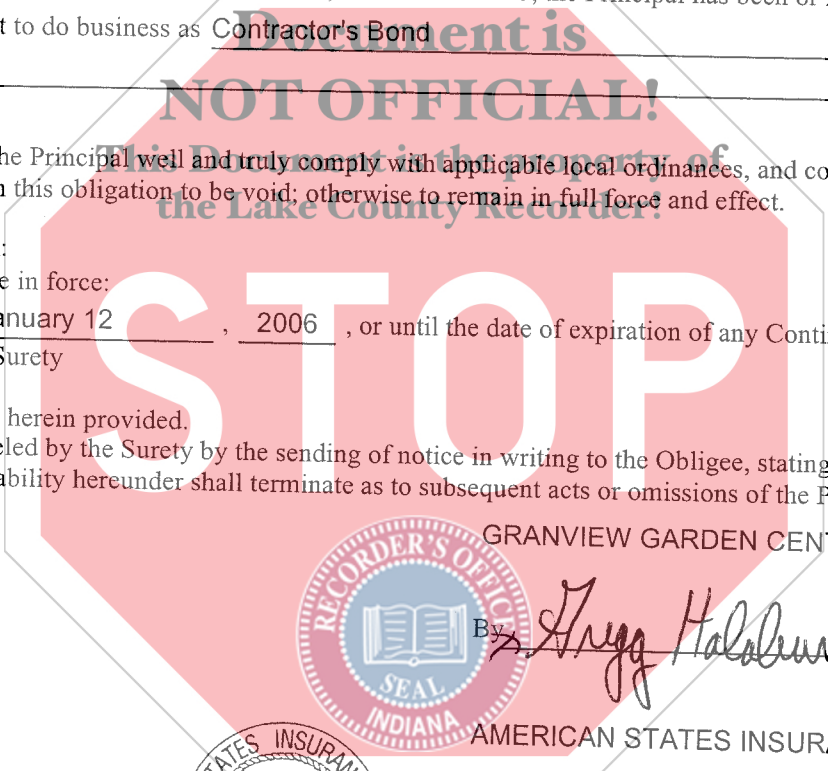 t to do business as Contractor's Bond
Document is
NOT OFFICIAL!
This Document is the property of
the Lake County Recorder!
he Principal well and truly comply with applicable local ordinances, and co
n this obligation to be void; otherwise to remain in full force and effect.
:
e in force:
anuary 12 , 2006 , or until the date of expiration of any Conti
Surety
STOP
herein provided.
eled by the Surety by the sending of notice in writing to the Obligee, stating
ability hereunder shall terminate as to subsequent acts or omissions of the P
GRANVIEW GARDEN CENT
RECORDER'S OFFICE
SEAL
INDIANA
By Gregg
AMERICAN STATES INSURA
TATES INSURAN